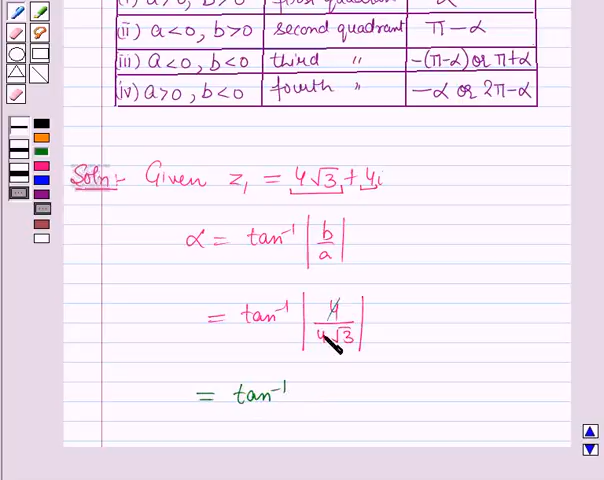 (ii) a<0, b>0 second quadrant π-α
iii) a<0, b<0 third " -(π-α) or π+α
(iv) a>0, b<0 fourth " -α or 2π-α
Soln:- Given z₁ = 4√3 + 4i
α = tan⁻¹ |b/a|
= tan⁻¹ |4/4√3|
= tan⁻¹